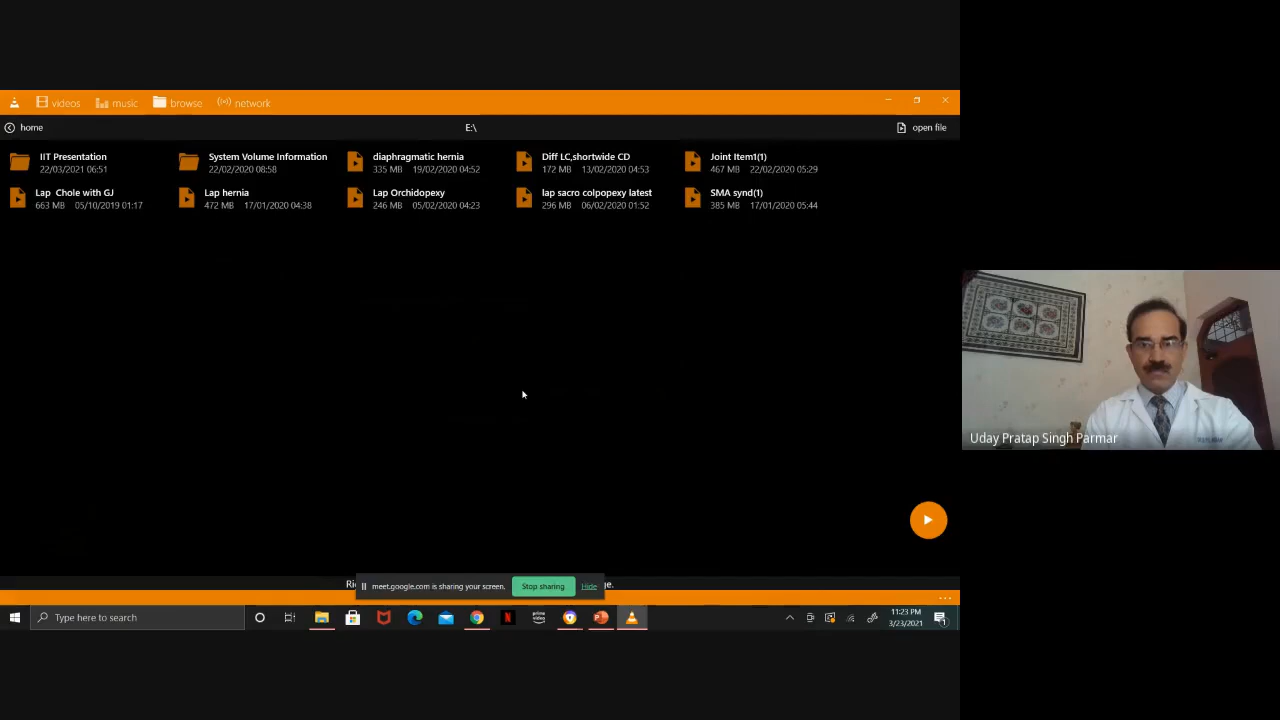 videos music browse network
home E:\ open file
IIT Presentation System Volume Information diaphragmatic hernia Diff LC,shortwide CD Joint Item1(1)
22/03/2021 06:51 22/02/2020 08:58 335 MB 19/02/2020 04:52 172 MB 13/02/2020 04:53 467 MB 22/02/2020 05:29
Lap Chole with GJ Lap hernia Lap Orchidopexy lap sacro colpopexy latest SMA synd(1)
663 MB 05/10/2019 01:17 472 MB 17/01/2020 04:38 246 MB 05/02/2020 04:23 296 MB 06/02/2020 01:52 385 MB 17/01/2020 05:44
Uday Pratap Singh Parmar
meet.google.com is sharing your screen. Stop sharing Hide
Type here to search
prime video
11:23 PM
3/23/2021